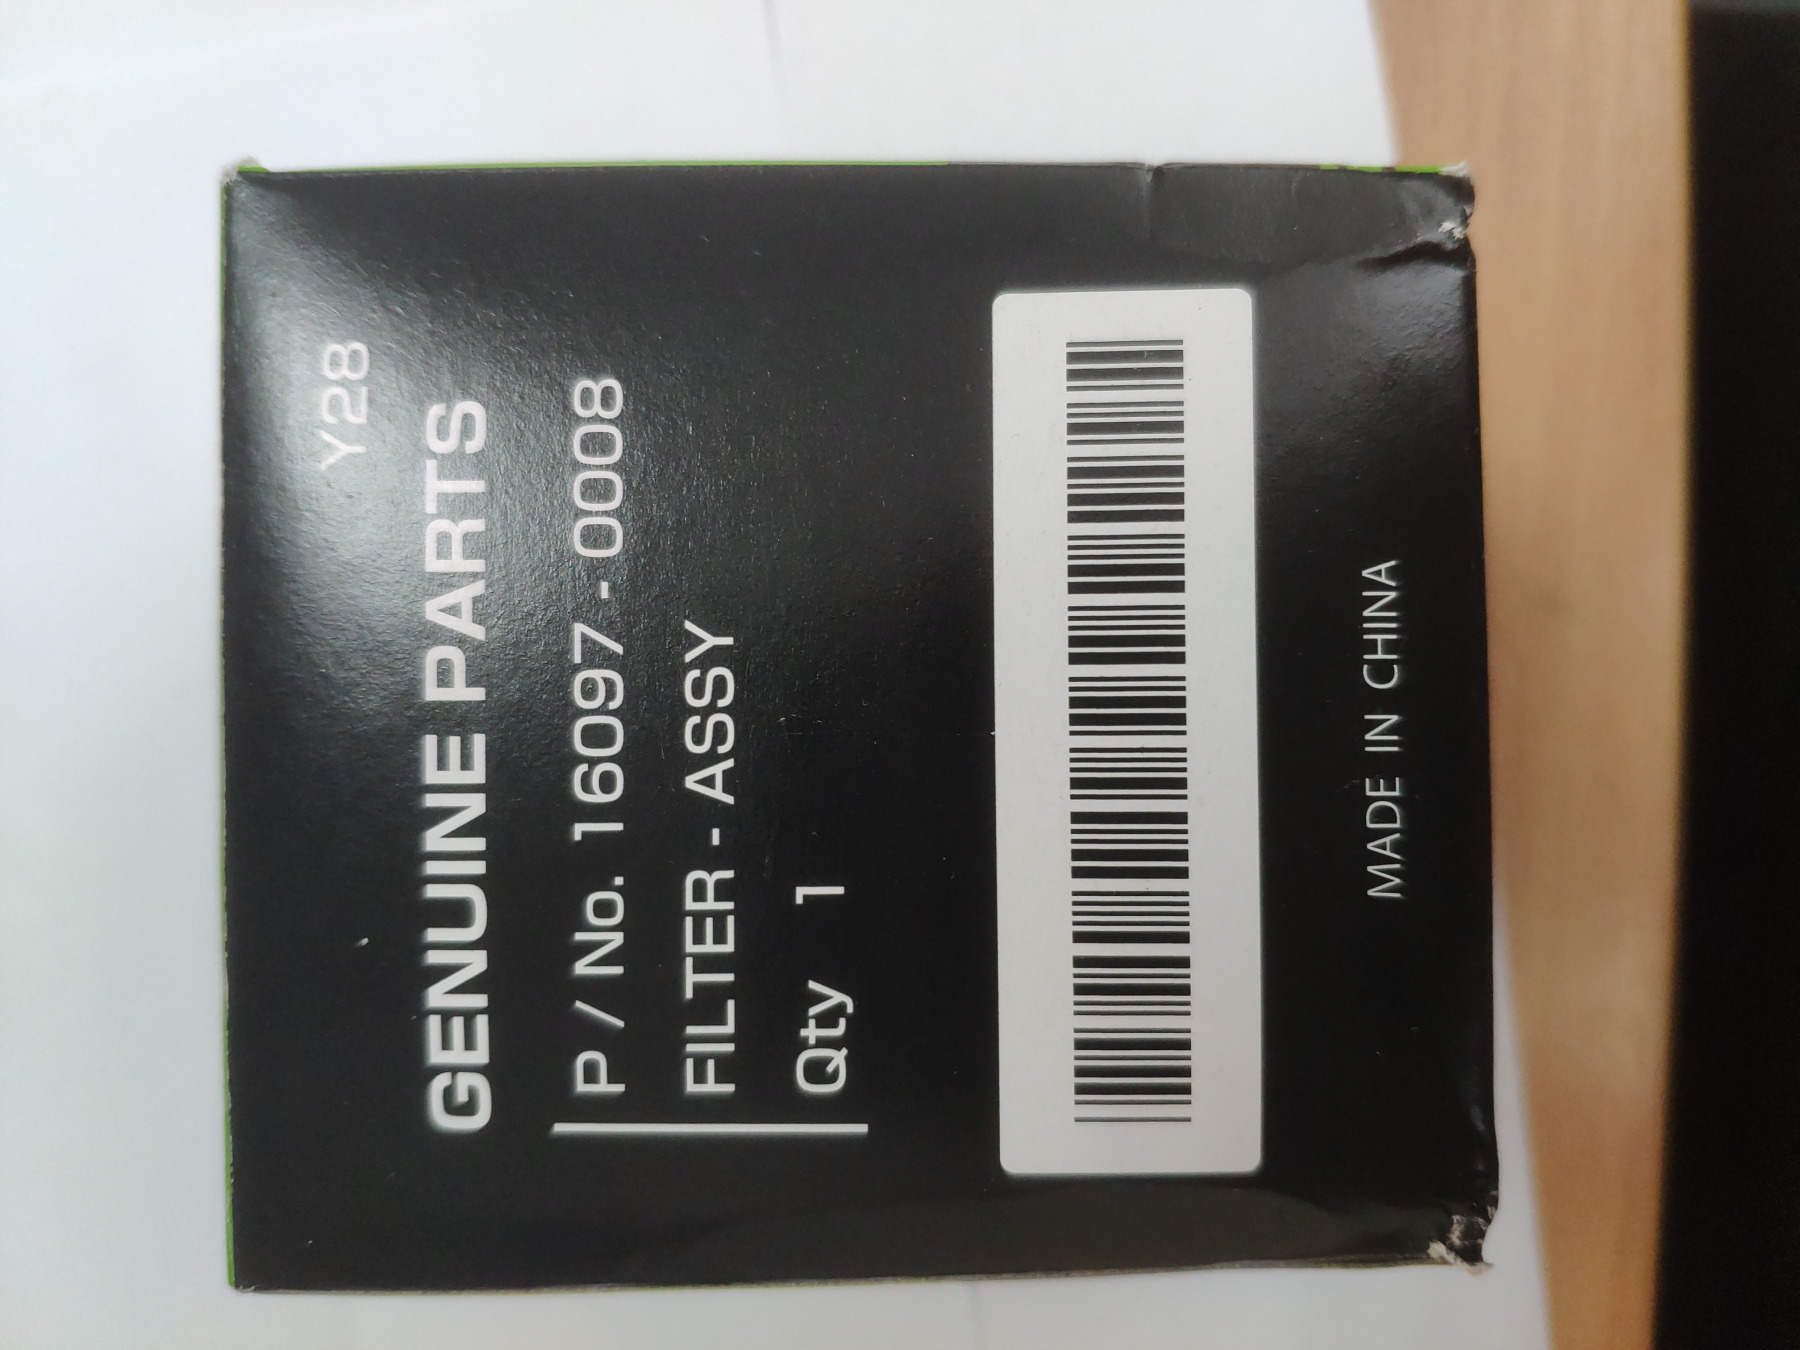 Y28
GENUINE PARTS
P / No. 16097 - 0008
FILTER - ASSY
Qty 1
MADE IN CHINA